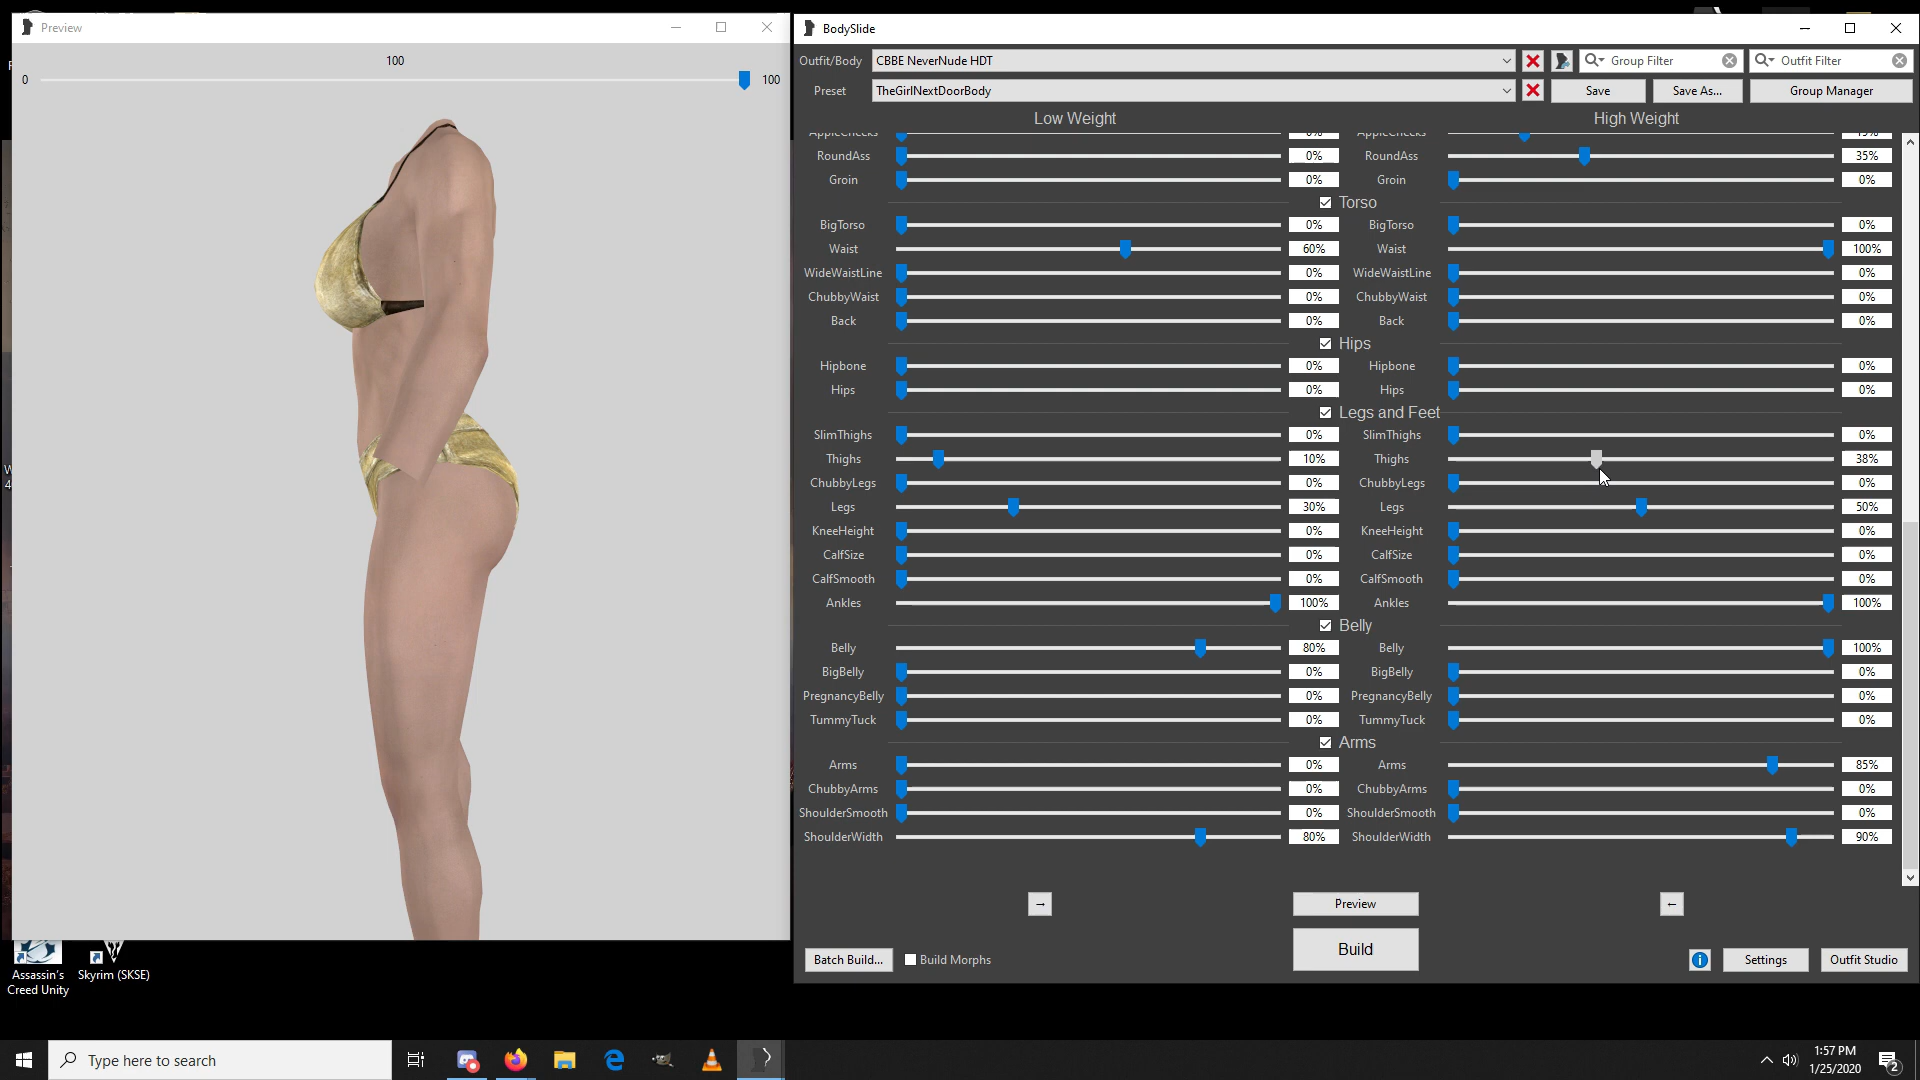 Preview
100
0
100
BodySlide
Outfit/Body
CBBE NeverNude HDT
Group Filter
Outfit Filter
Preset
TheGirlNextDoorBody
Save
Save As...
Group Manager
Low Weight
High Weight
AppleCheeks 0% AppleCheeks
RoundAss 0% RoundAss 35%
Groin 0% Groin 0%
Torso
BigTorso 0% BigTorso 0%
Waist 60% Waist 100%
WideWaistLine 0% WideWaistLine 0%
ChubbyWaist 0% ChubbyWaist 0%
Back 0% Back 0%
Hips
Hipbone 0% Hipbone 0%
Hips 0% Hips 0%
Legs and Feet
SlimThighs 0% SlimThighs 0%
Thighs 10% Thighs 38%
ChubbyLegs 0% ChubbyLegs 0%
Legs 30% Legs 50%
KneeHeight 0% KneeHeight 0%
CalfSize 0% CalfSize 0%
CalfSmooth 0% CalfSmooth 0%
Ankles 100% Ankles 100%
Belly
Belly 80% Belly 100%
BigBelly 0% BigBelly 0%
PregnancyBelly 0% PregnancyBelly 0%
TummyTuck 0% TummyTuck 0%
Arms
Arms 0% Arms 85%
ChubbyArms 0% ChubbyArms 0%
ShoulderSmooth 0% ShoulderSmooth 0%
ShoulderWidth 80% ShoulderWidth 90%
→ Preview ←
Batch Build...
Build Morphs
Build
Settings
Outfit Studio
Assassin's
Creed Unity
Skyrim (SKSE)
Type here to search
1:57 PM
1/25/2020
2